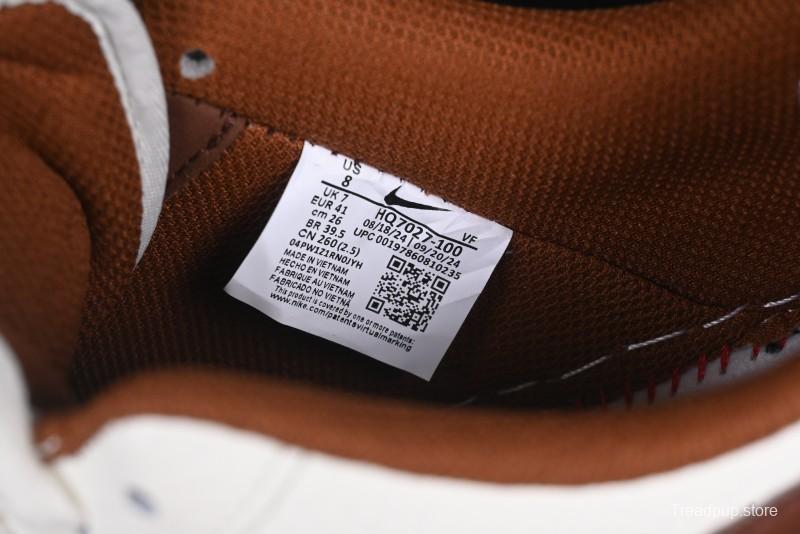 US
8
UK 7
EUR 41
cm 26
BR 39.5
CN 260(2.5)
04PW1Z1RN0JYH
MADE IN VIETNAM
HECHO EN VIETNAM
FABRIQUE AU VIETNAM
FABRICADO NO VIETNÃ
This product is covered by one or more patents:
www.nike.com/patentsvirtualmarking
HQ7027-100
VF
08/18/24 | 09/20/24
UPC 00197860810235
Treadpup.store